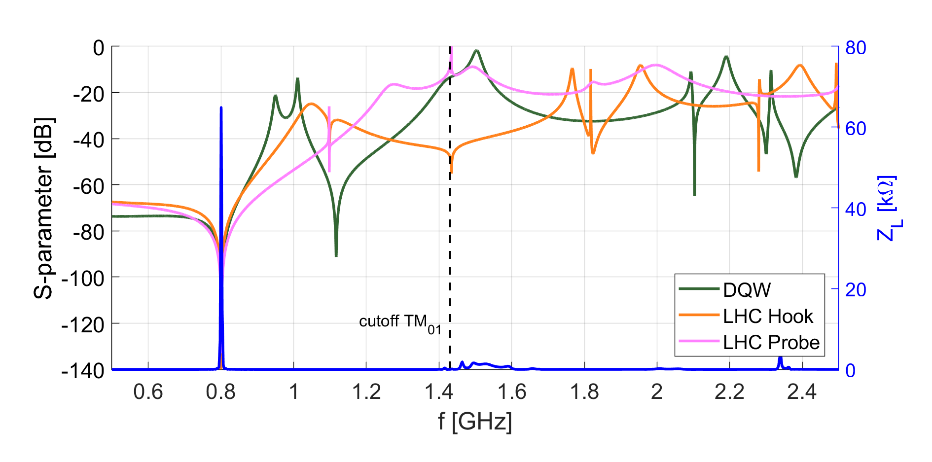 0
-20
-40
-60
-80
-100
-120
-140
S-parameter [dB]
0.6 0.8 1 1.2 1.4 1.6 1.8 2 2.2 2.4
f [GHz]
80
60
40
20
0
Z_L [kΩ]
cutoff TM_01
DQW
LHC Hook
LHC Probe